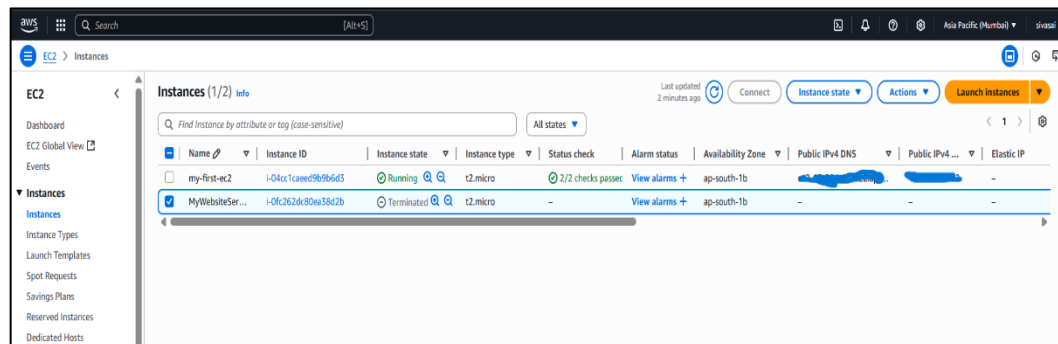 aws Search [Alt+S] Asia Pacific (Mumbai) ▼ sivasai
EC2 > Instances
EC2
Dashboard
EC2 Global View
Events
▼ Instances
Instances
Instance Types
Launch Templates
Spot Requests
Savings Plans
Reserved Instances
Dedicated Hosts
Instances (1/2) Info Last updated 2 minutes ago Connect Instance state ▼ Actions ▼ Launch instances ▼
Find Instance by attribute or tag (case-sensitive) All states ▼ < 1 >
Name Instance ID Instance state Instance type Status check Alarm status Availability Zone Public IPv4 DNS Public IPv4 ... Elastic IP
my-first-ec2 i-04cc1caeed9b9b6d3 Running t2.micro 2/2 checks passec View alarms + ap-south-1b –
MyWebsiteSer... i-0fc262dc80ea38d2b Terminated t2.micro – View alarms + ap-south-1b – – –